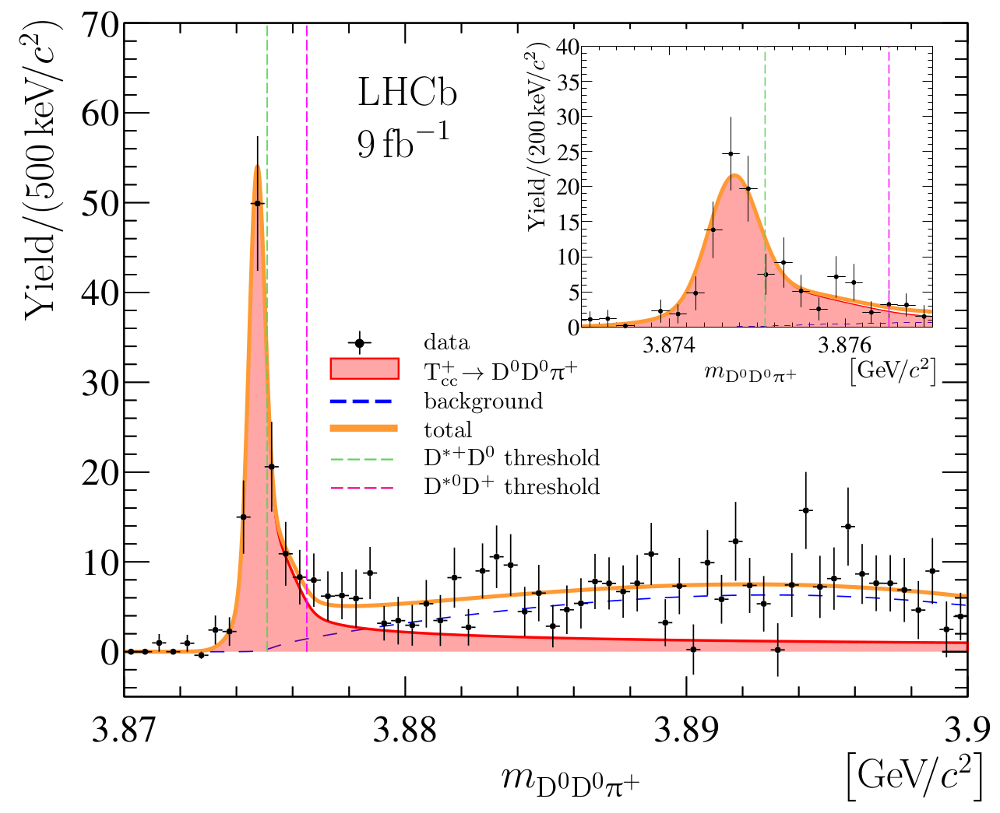 Yield/(500 keV/c²)
70
60
50
40
30
20
10
0
LHCb
9 fb⁻¹
data
T⁺cc → D⁰D⁰π⁺
background
total
D*⁺D⁰ threshold
D*⁰D⁺ threshold
Yield/(200 keV/c²)
40
35
30
25
20
15
10
5
0
3.874 3.876
m_D⁰D⁰π⁺ [GeV/c²]
3.87 3.88 3.89 3.9
m_D⁰D⁰π⁺ [GeV/c²]